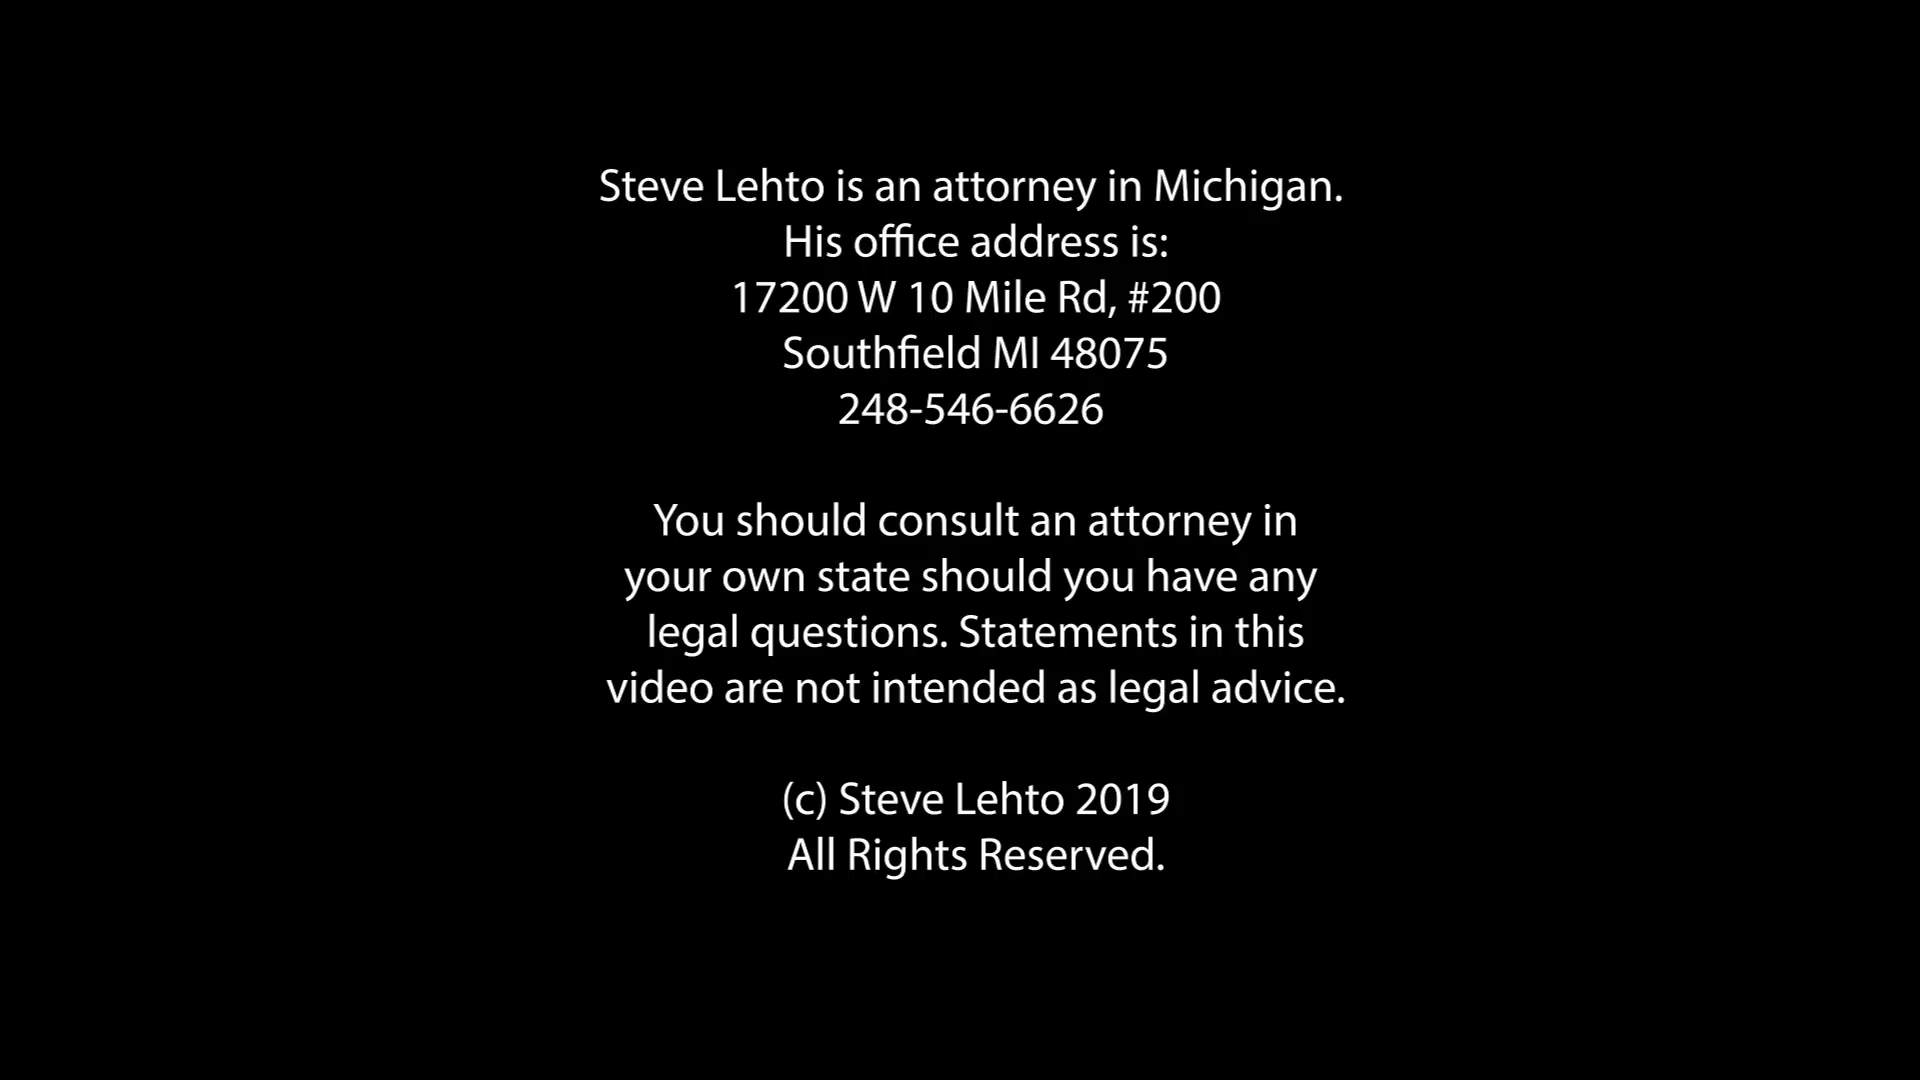 Steve Lehto is an attorney in Michigan.
His office address is:
17200 W 10 Mile Rd, #200
Southfield MI 48075
248-546-6626
You should consult an attorney in
your own state should you have any
legal questions. Statements in this
video are not intended as legal advice.
(c) Steve Lehto 2019
All Rights Reserved.